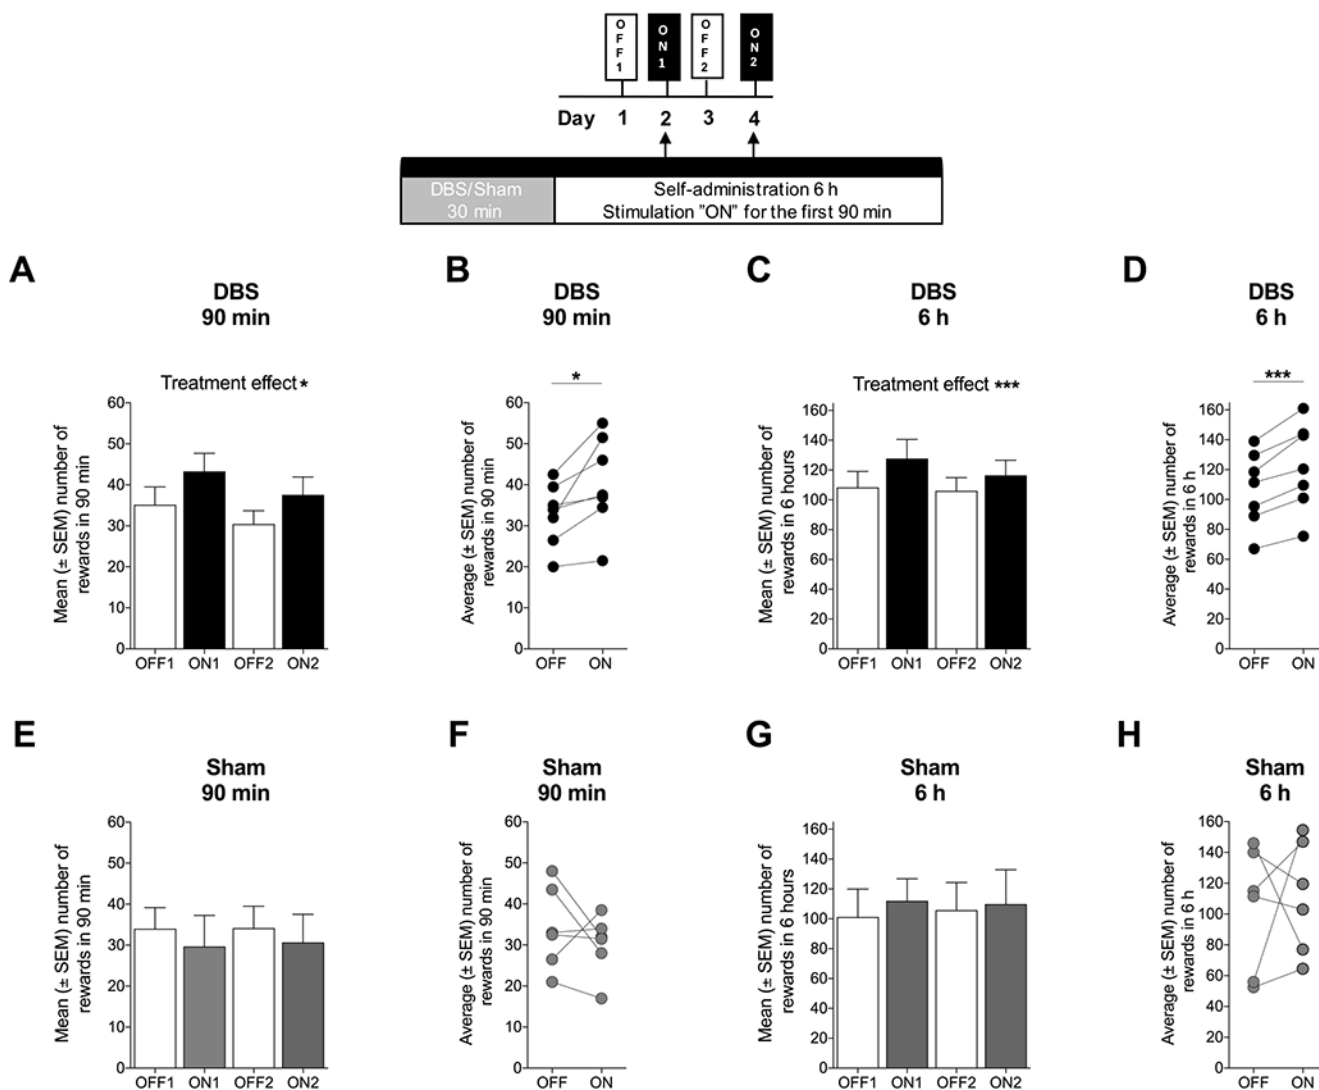 OFF1 ON1 OFF2 ON2
Day 1 2 3 4
DBS/Sham
30 min
Self-administration 6 h
Stimulation "ON" for the first 90 min
A
DBS
90 min
Treatment effect *
Mean (± SEM) number of
rewards in 90 min
60
50
40
30
20
10
0
OFF1 ON1 OFF2 ON2
B
DBS
90 min
*
Average (± SEM) number of
rewards in 90 min
60
50
40
30
20
10
0
OFF ON
C
DBS
6 h
Treatment effect ***
Mean (± SEM) number of
rewards in 6 hours
160
140
120
100
80
60
40
20
0
OFF1 ON1 OFF2 ON2
D
DBS
6 h
***
Average (± SEM) number of
rewards in 6 h
160
140
120
100
80
60
40
20
0
OFF ON
E
Sham
90 min
Mean (± SEM) number of
rewards in 90 min
60
50
40
30
20
10
0
OFF1 ON1 OFF2 ON2
F
Sham
90 min
Average (± SEM) number of
rewards in 90 min
60
50
40
30
20
10
0
OFF ON
G
Sham
6 h
Mean (± SEM) number of
rewards in 6 hours
160
140
120
100
80
60
40
20
0
OFF1 ON1 OFF2 ON2
H
Sham
6 h
Average (± SEM) number of
rewards in 6 h
160
140
120
100
80
60
40
20
0
OFF ON